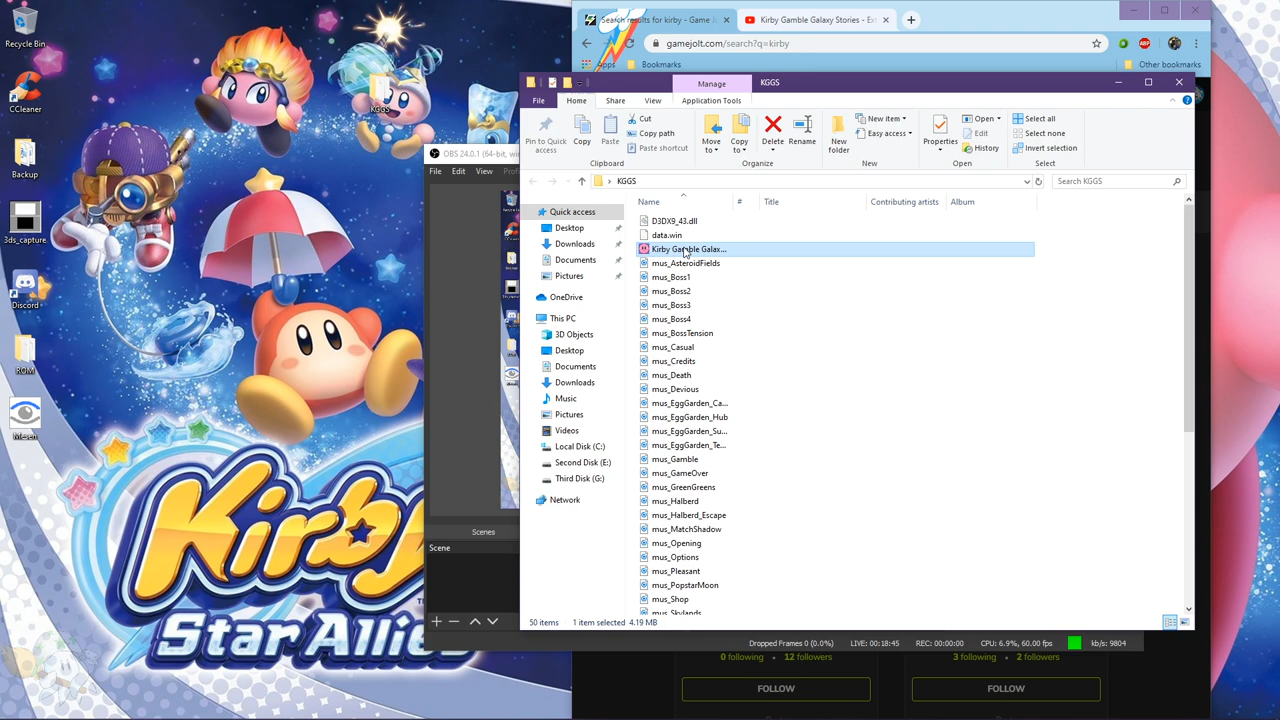 Recycle Bin
CCleaner
Backup
3ds_capture
Discord
ROM
Mesen
KGGS
Kirby
Star Allies
Search results for kirby - Game J
Kirby Gamble Galaxy Stories - Ext
gamejolt.com/search?q=kirby
Apps
Bookmarks
Other bookmarks
Manage
KGGS
File
Home
Share
View
Application Tools
Pin to Quick access
Copy
Paste
Cut
Copy path
Paste shortcut
Clipboard
Move to
Copy to
Delete
Rename
Organize
New folder
New item
Easy access
New
Properties
Open
Edit
History
Open
Select all
Select none
Invert selection
Select
KGGS
Search KGGS
Name
#
Title
Contributing artists
Album
Quick access
Desktop
Downloads
Documents
Pictures
OneDrive
This PC
3D Objects
Desktop
Documents
Downloads
Music
Pictures
Videos
Local Disk (C:)
Second Disk (E:)
Third Disk (G:)
Network
D3DX9_43.dll
data.win
Kirby Gamble Galax...
mus_AsteroidFields
mus_Boss1
mus_Boss2
mus_Boss3
mus_Boss4
mus_BossTension
mus_Casual
mus_Credits
mus_Death
mus_Devious
mus_EggGarden_Ca...
mus_EggGarden_Hub
mus_EggGarden_Su...
mus_EggGarden_Te...
mus_Gamble
mus_GameOver
mus_GreenGreens
mus_Halberd
mus_Halberd_Escape
mus_MatchShadow
mus_Opening
mus_Options
mus_Pleasant
mus_PopstarMoon
mus_Shop
mus_Skylands
50 items
1 item selected 4.19 MB
OBS 24.0.1 (64-bit, win
File
Edit
View
Prof
Scenes
Scene
Dropped Frames 0 (0.0%)
LIVE: 00:18:45
REC: 00:00:00
CPU: 6.9%, 60.00 fps
kb/s: 9804
0 following • 12 followers
3 following • 2 followers
FOLLOW
FOLLOW